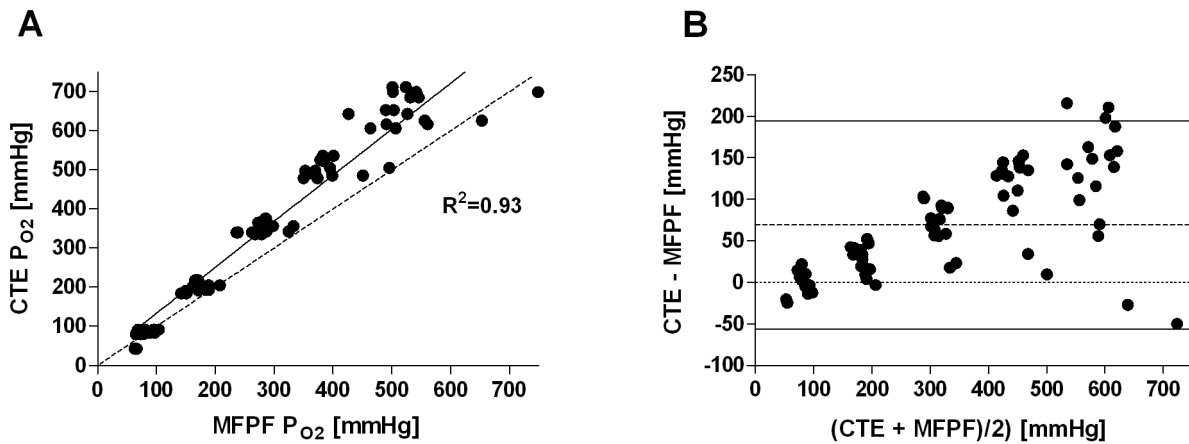 A
700
600
500
400
300
200
100
0
0 100 200 300 400 500 600 700
CTE PO2 [mmHg]
MFPF PO2 [mmHg]
R2=0.93
B
250
200
150
100
50
0
-50
-100
0 100 200 300 400 500 600 700
CTE - MFPF [mmHg]
(CTE + MFPF)/2) [mmHg]